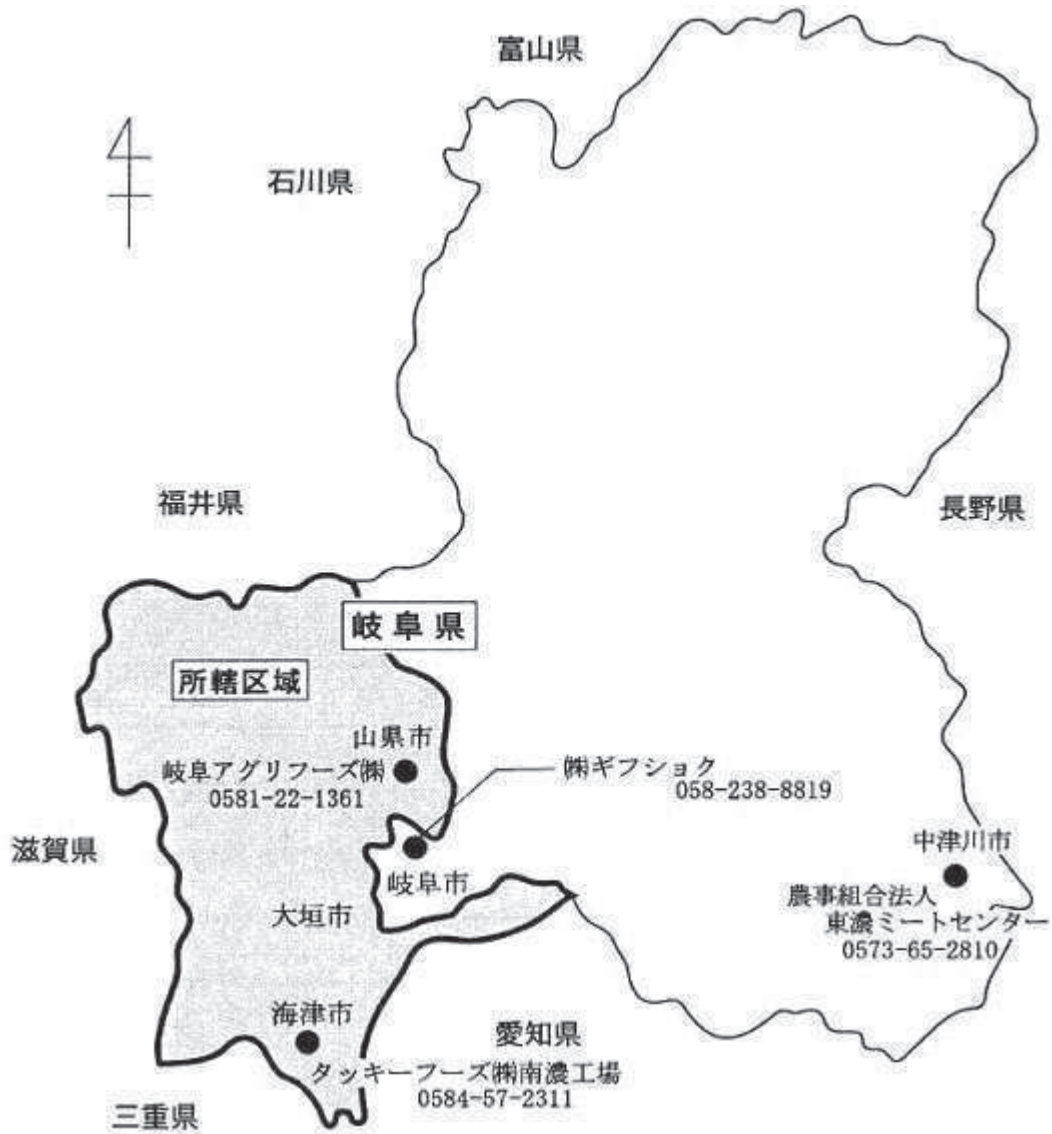 富山県
石川県
福井県
長野県
岐阜県
所轄区域
山県市
岐阜アグリフーズ㈱
0581-22-1361
㈱ギフショク
058-238-8819
滋賀県
岐阜市
中津川市
農事組合法人
東濃ミートセンター
0573-65-2810
大垣市
海津市
愛知県
タッキーフーズ㈱南濃工場
0584-57-2311
三重県